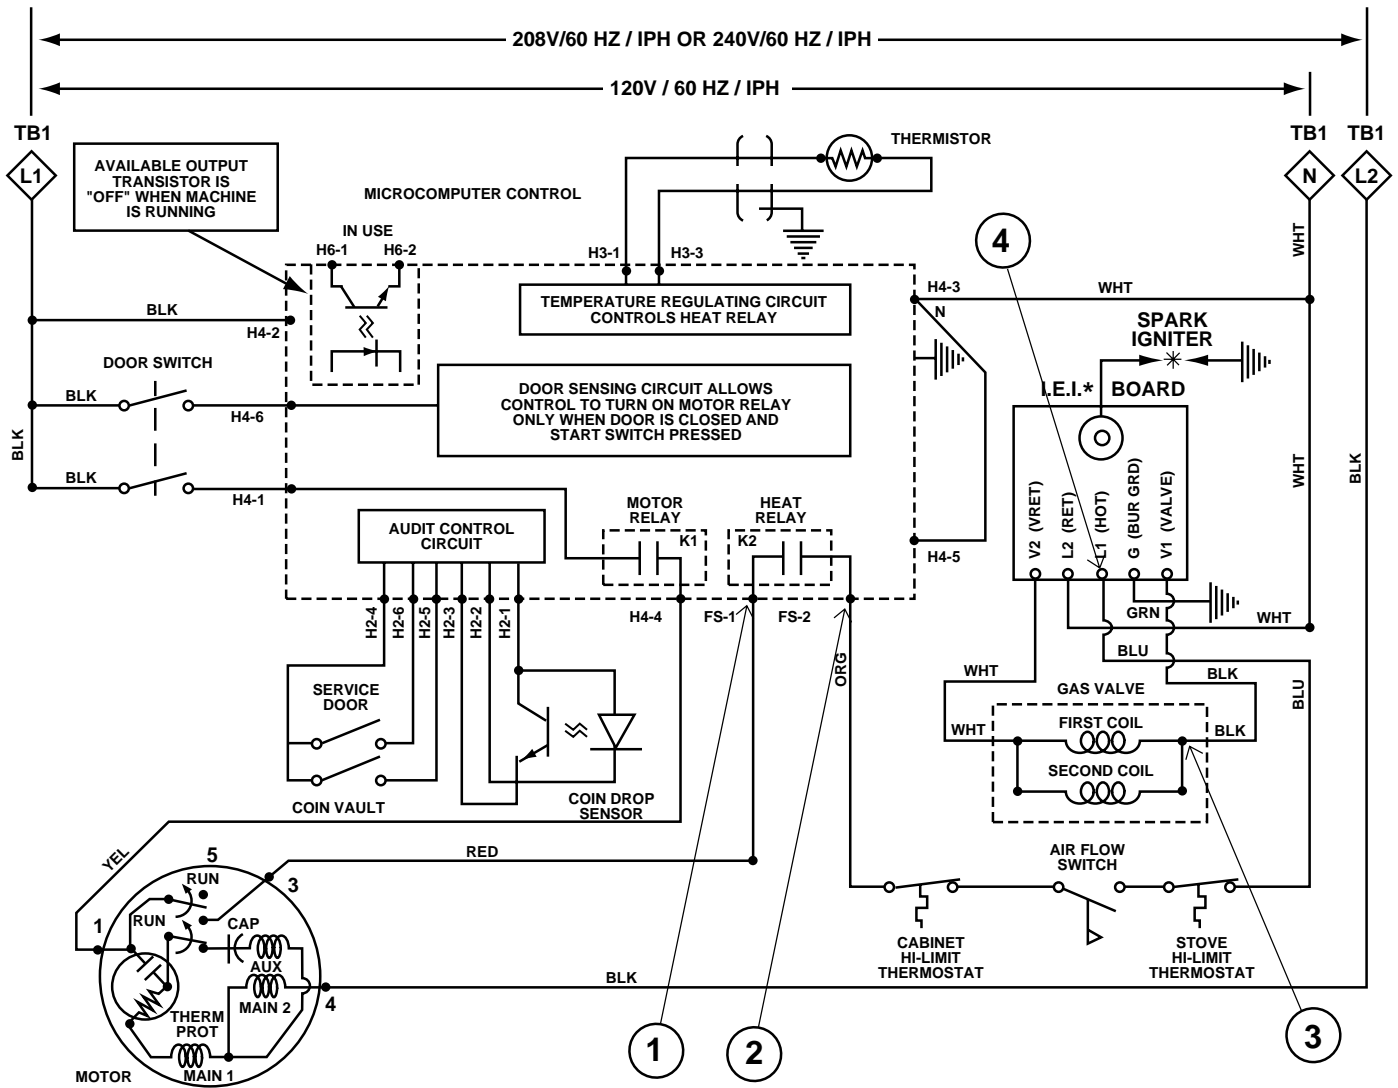 208V/60 HZ / IPH OR 240V/60 HZ / IPH
120V / 60 HZ / IPH
TB1
TB1
TB1
L1
N
L2
AVAILABLE OUTPUT
TRANSISTOR IS
"OFF" WHEN MACHINE
IS RUNNING
MICROCOMPUTER CONTROL
THERMISTOR
IN USE
H6-1
H6-2
H3-1
H3-3
4
WHT
TEMPERATURE REGULATING CIRCUIT
CONTROLS HEAT RELAY
H4-3
N
WHT
BLK
H4-2
SPARK
IGNITER
DOOR SWITCH
BLK
H4-6
DOOR SENSING CIRCUIT ALLOWS
CONTROL TO TURN ON MOTOR RELAY
ONLY WHEN DOOR IS CLOSED AND
START SWITCH PRESSED
I.E.I.* BOARD
BLK
BLK
H4-1
WHT
BLK
AUDIT CONTROL
CIRCUIT
MOTOR
RELAY
K1
HEAT
RELAY
K2
H4-5
V2 (VRET)
L2 (RET)
L1 (HOT)
G (BUR GRD)
V1 (VALVE)
H2-4
H2-6
H2-5
H2-3
H2-2
H2-1
H4-4
FS-1
FS-2
GRN
WHT
ORG
BLU
WHT
BLK
BLU
SERVICE
DOOR
GAS VALVE
WHT
FIRST COIL
BLK
SECOND COIL
COIN VAULT
COIN DROP
SENSOR
YEL
RED
AIR FLOW
SWITCH
5
RUN
3
1
RUN
CAP
AUX
CABINET
HI-LIMIT
THERMOSTAT
STOVE
HI-LIMIT
THERMOSTAT
BLK
MAIN 2
4
THERM
PROT
MAIN 1
MOTOR
1
2
3